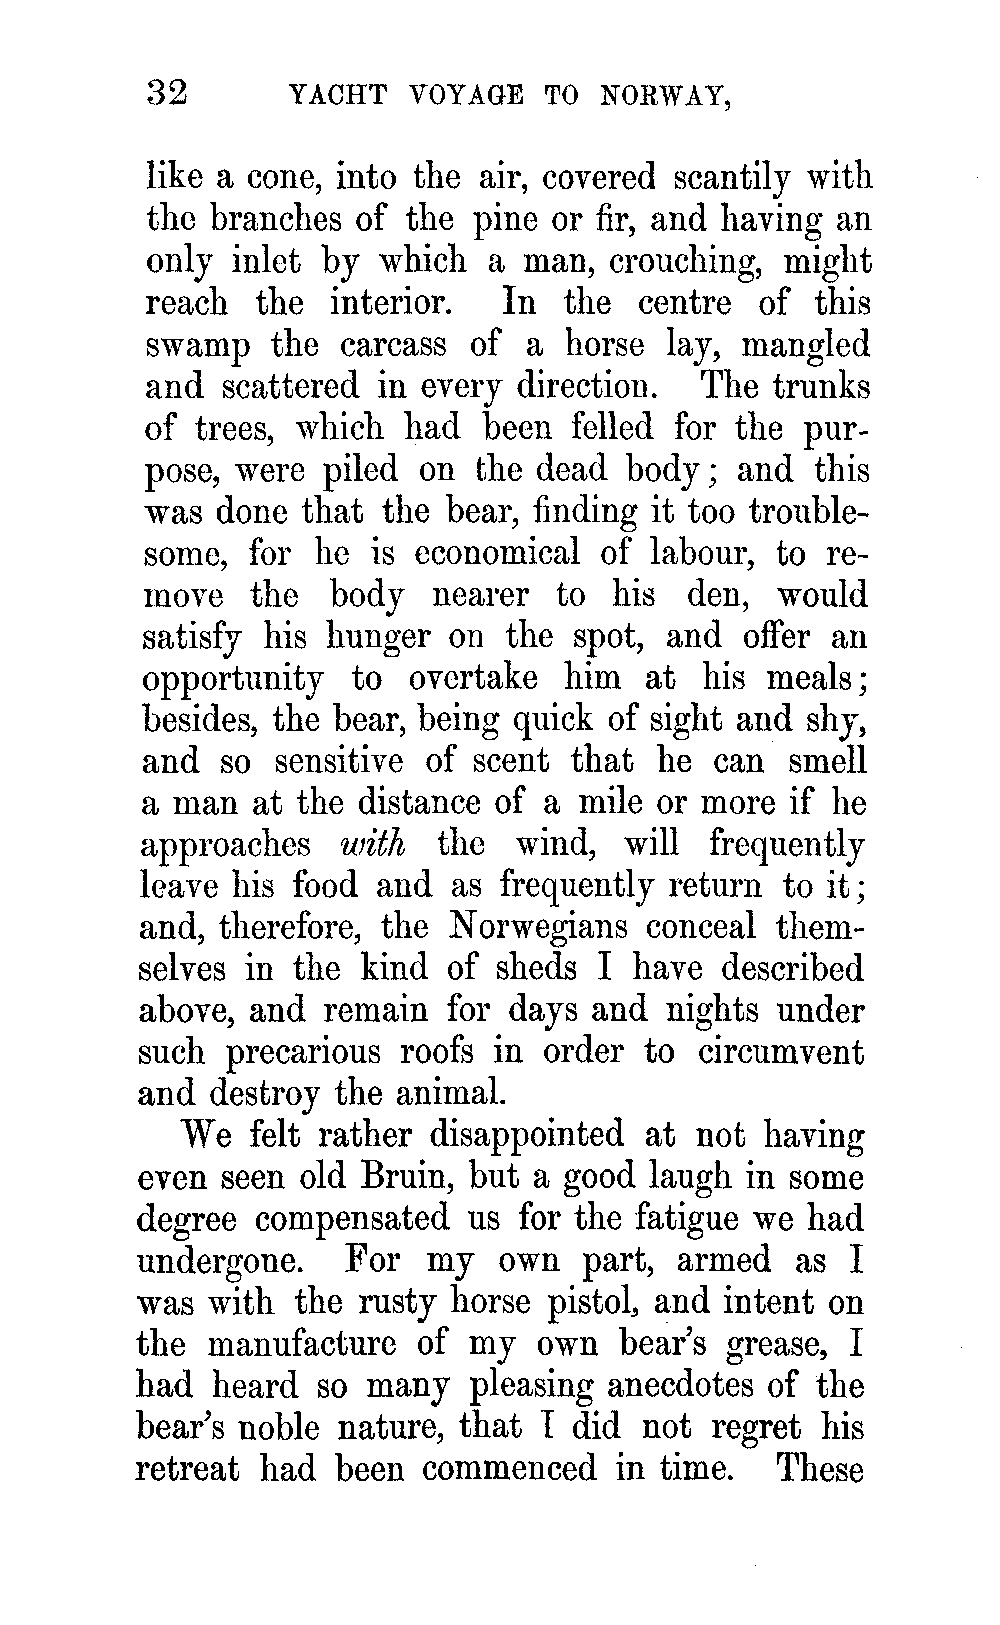 32 YACHT VOYAGE TO NORWAY,
like a cone, into the air, covered scantily with
the branches of the pine or fir, and having an
only inlet by which a man, crouching, might
reach the interior. In the centre of this
swamp the carcass of a horse lay, mangled
and scattered in every direction. The trunks
of trees, which had been felled for the pur-
pose, were piled on the dead body; and this
was done that the bear, finding it too trouble-
some, for he is economical of labour, to re-
move the body nearer to his den, would
satisfy his hunger on the spot, and offer an
opportunity to overtake him at his meals;
besides, the bear, being quick of sight and shy,
and so sensitive of scent that he can smell
a man at the distance of a mile or more if he
approaches with the wind, will frequently
leave his food and as frequently return to it;
and, therefore, the Norwegians conceal them-
selves in the kind of sheds I have described
above, and remain for days and nights under
such precarious roofs in order to circumvent
and destroy the animal.
We felt rather disappointed at not having
even seen old Bruin, but a good laugh in some
degree compensated us for the fatigue we had
undergone. For my own part, armed as I
was with the rusty horse pistol, and intent on
the manufacture of my own bear's grease, I
had heard so many pleasing anecdotes of the
bear's noble nature, that I did not regret his
retreat had been commenced in time. These